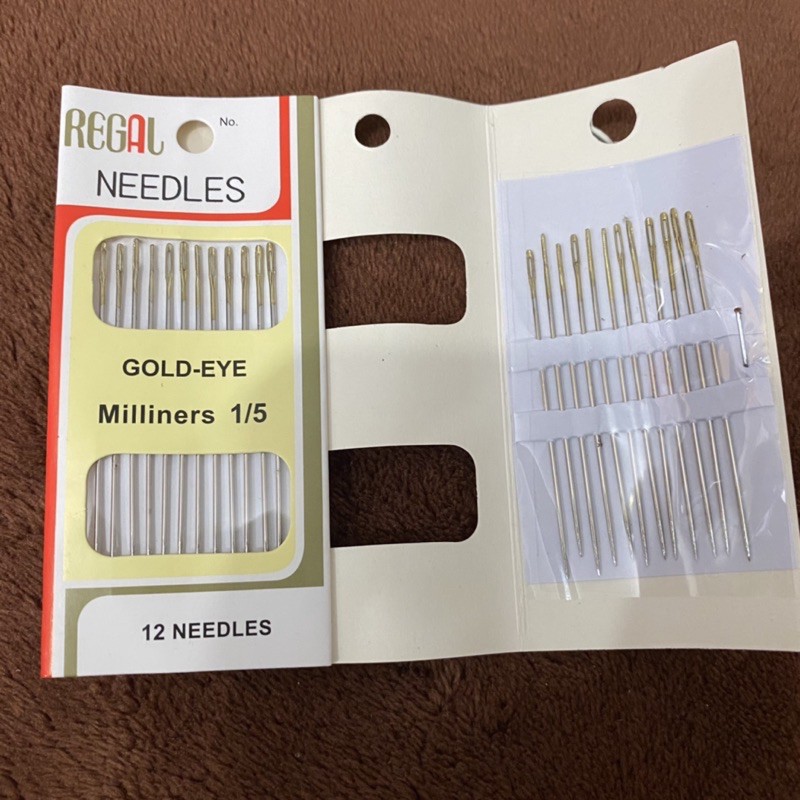 REGAL
No.
NEEDLES
GOLD-EYE
Milliners 1/5
12 NEEDLES